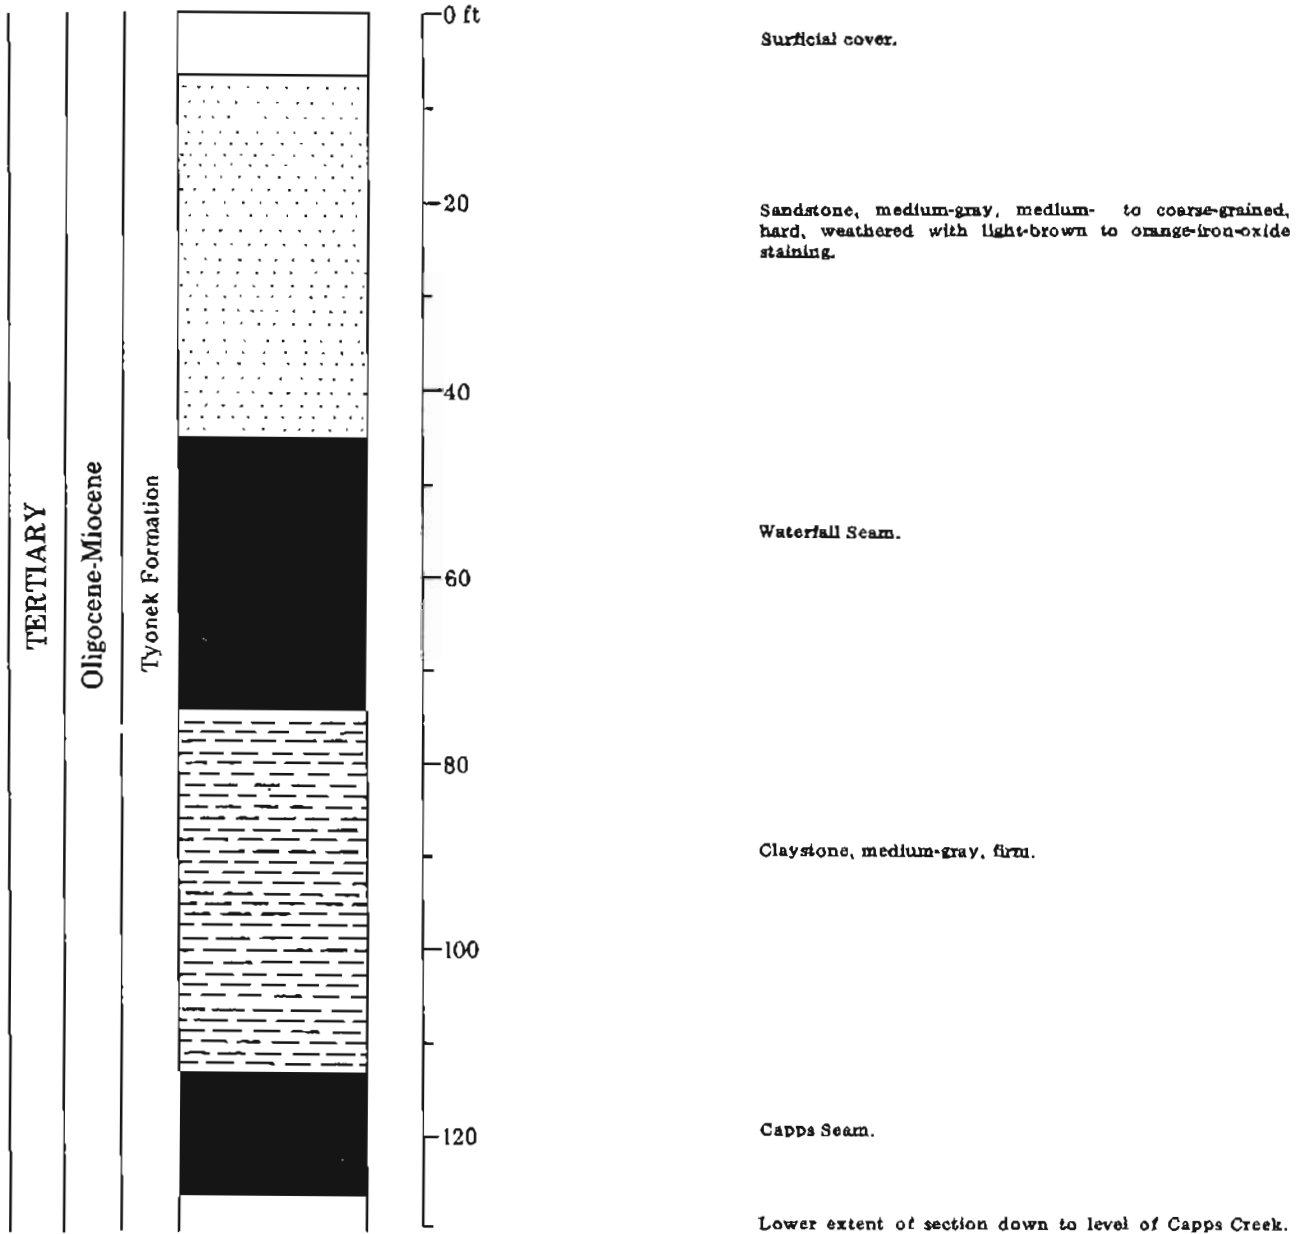 TERTIARY
Oligocene-Miocene
Tyonek Formation
0 ft
20
40
60
80
100
120
Surficial cover.
Sandstone, medium-gray, medium- to coarse-grained,
hard, weathered with light-brown to orange-iron-oxide
staining.
Waterfall Seam.
Claystone, medium-gray, firm.
Capps Seam.
Lower extent of section down to level of Capps Creek.